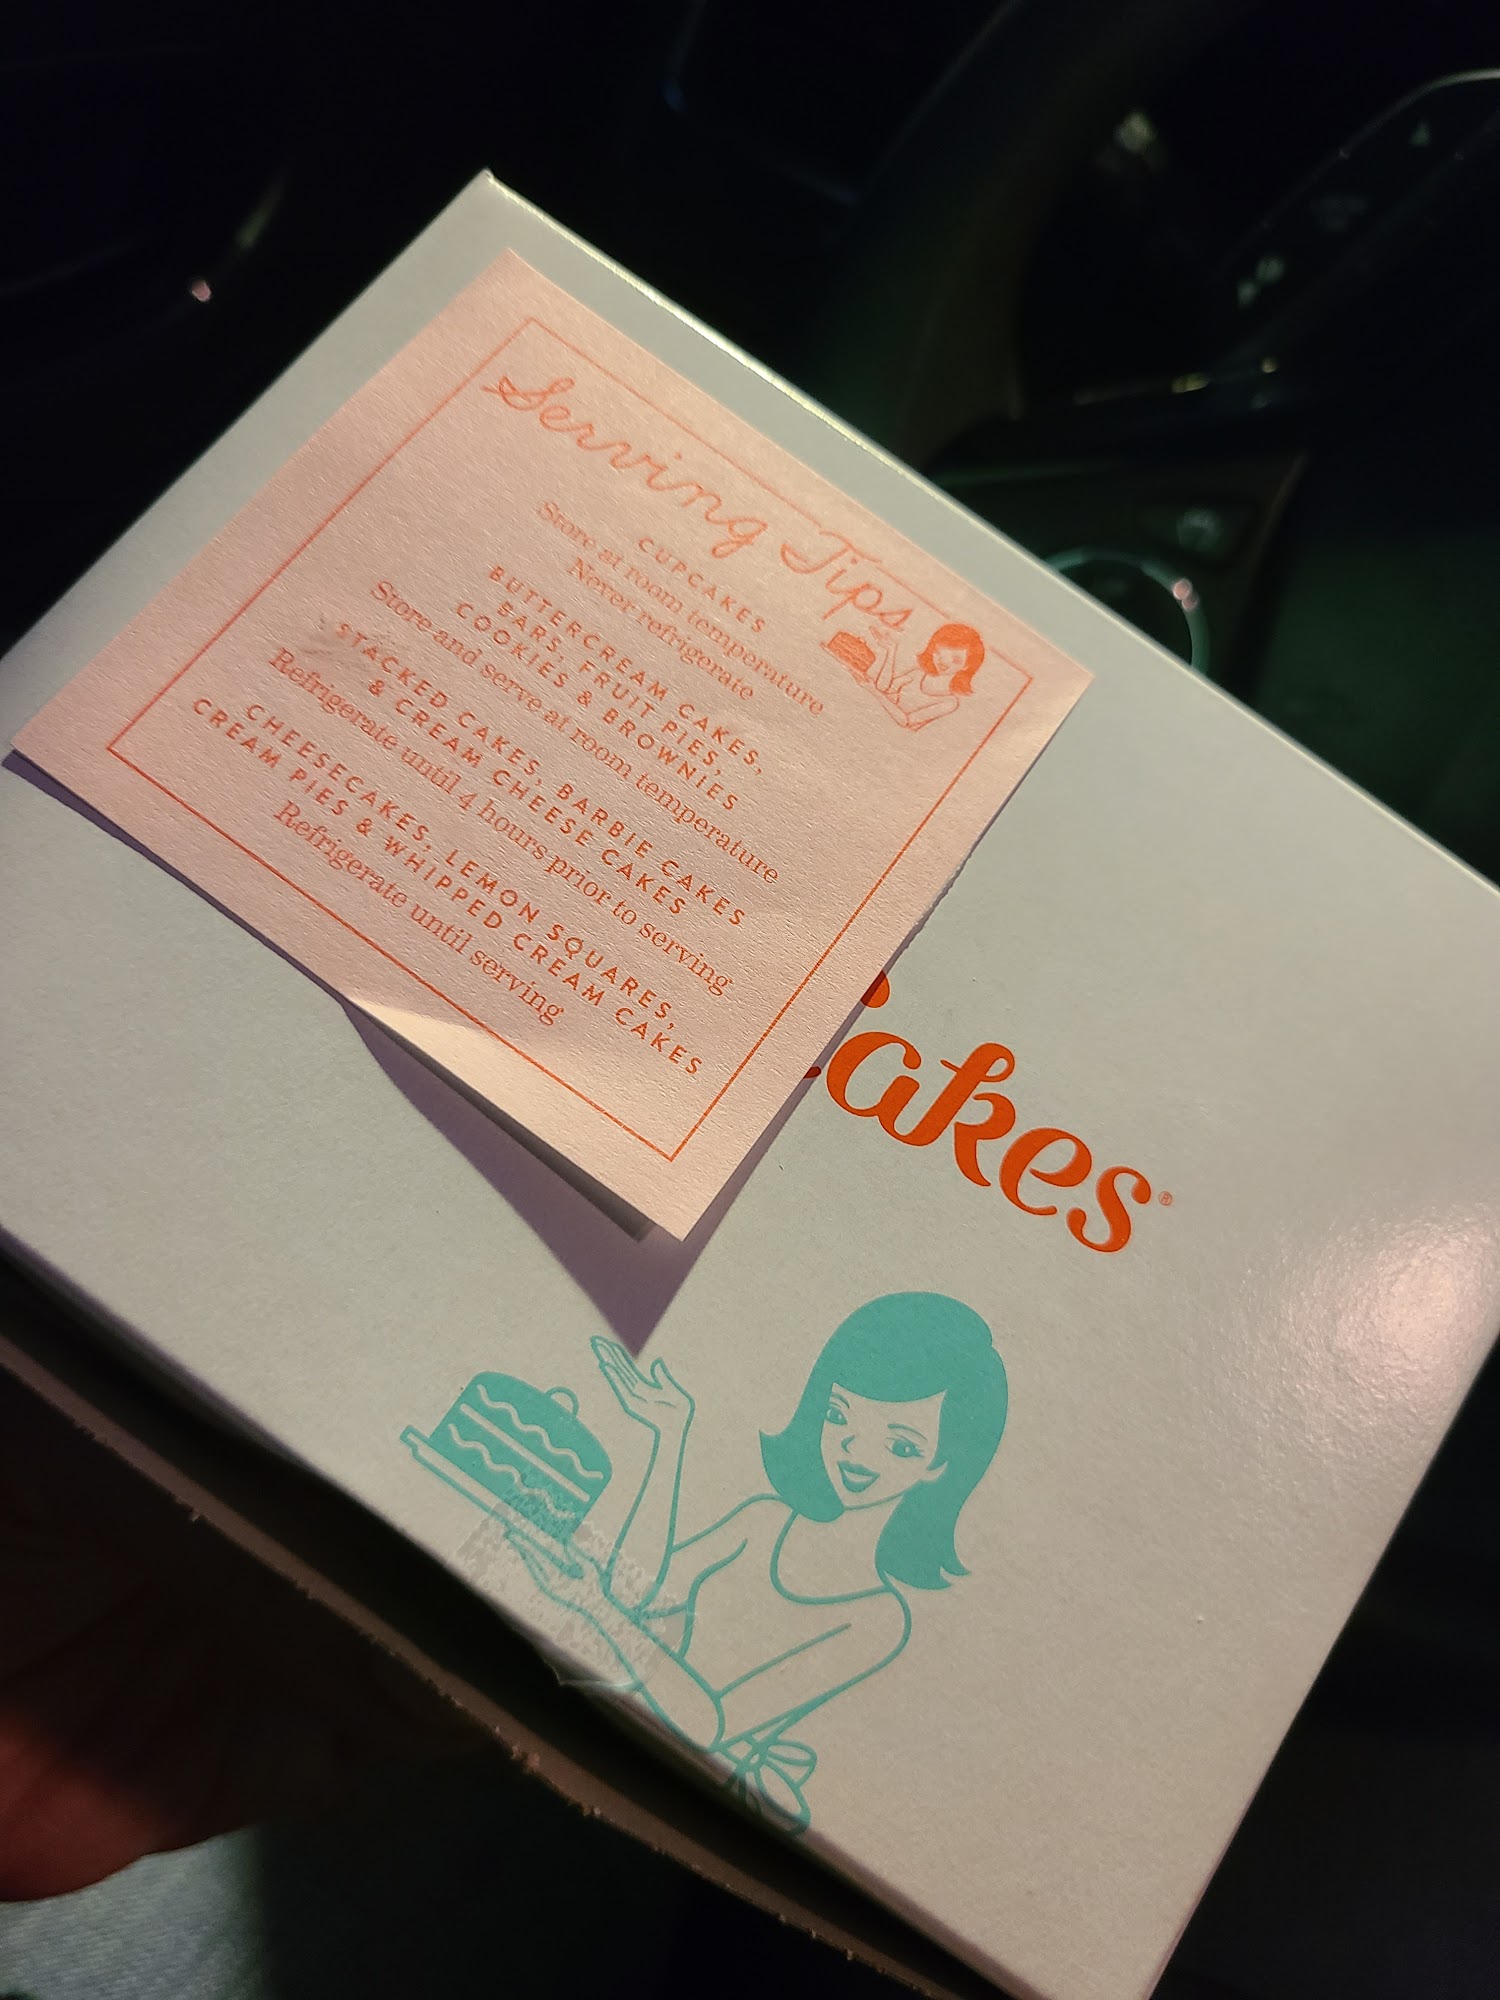 Serving Tips
CUPCAKES
Store at room temperature
Never refrigerate
BUTTERCREAM CAKES,
BARS, FRUIT PIES,
COOKIES & BROWNIES
Store and serve at room temperature
STACKED CAKES, BARBIE CAKES
& CREAM CHEESE CAKES
Refrigerate until 4 hours prior to serving
CHEESECAKES, LEMON SQUARES,
CREAM PIES & WHIPPED CREAM CAKES
Refrigerate until serving
Cakes®